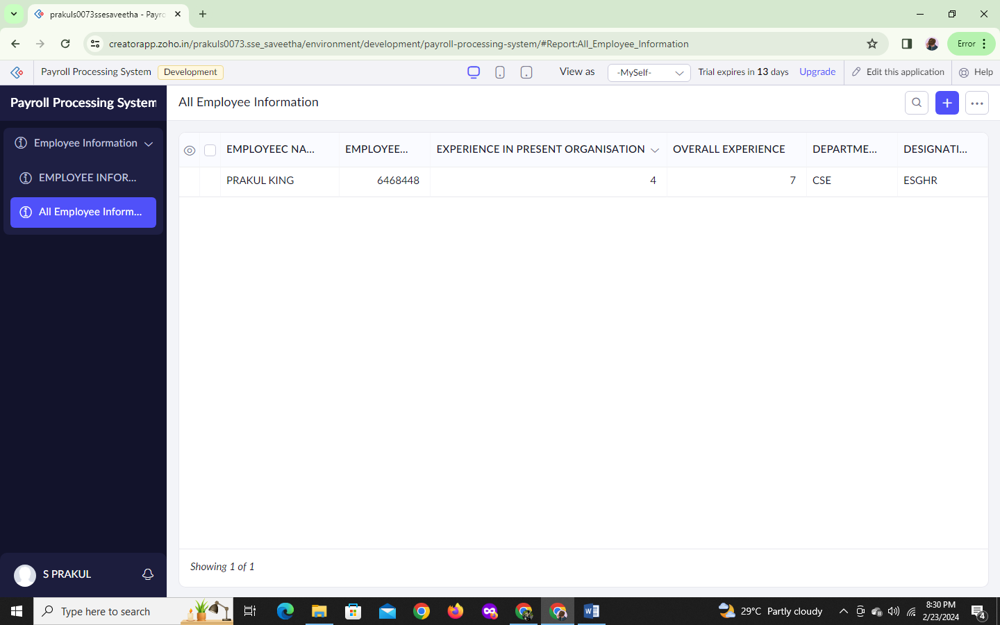 prakuls0073ssesaveetha - Payro
creatorapp.zoho.in/prakuls0073.sse_saveetha/environment/development/payroll-processing-system/#Report:All_Employee_Information
Error
Payroll Processing System
Development
View as
-MySelf-
Trial expires in 13 days
Upgrade
Edit this application
Help
Payroll Processing System
All Employee Information
Employee Information
EMPLOYEE INFOR...
All Employee Inform...
EMPLOYEEC NA... EMPLOYEE... EXPERIENCE IN PRESENT ORGANISATION OVERALL EXPERIENCE DEPARTME... DESIGNATI...
PRAKUL KING 6468448 4 7 CSE ESGHR
Showing 1 of 1
S PRAKUL
Type here to search
29°C Partly cloudy
8:30 PM
2/23/2024
4